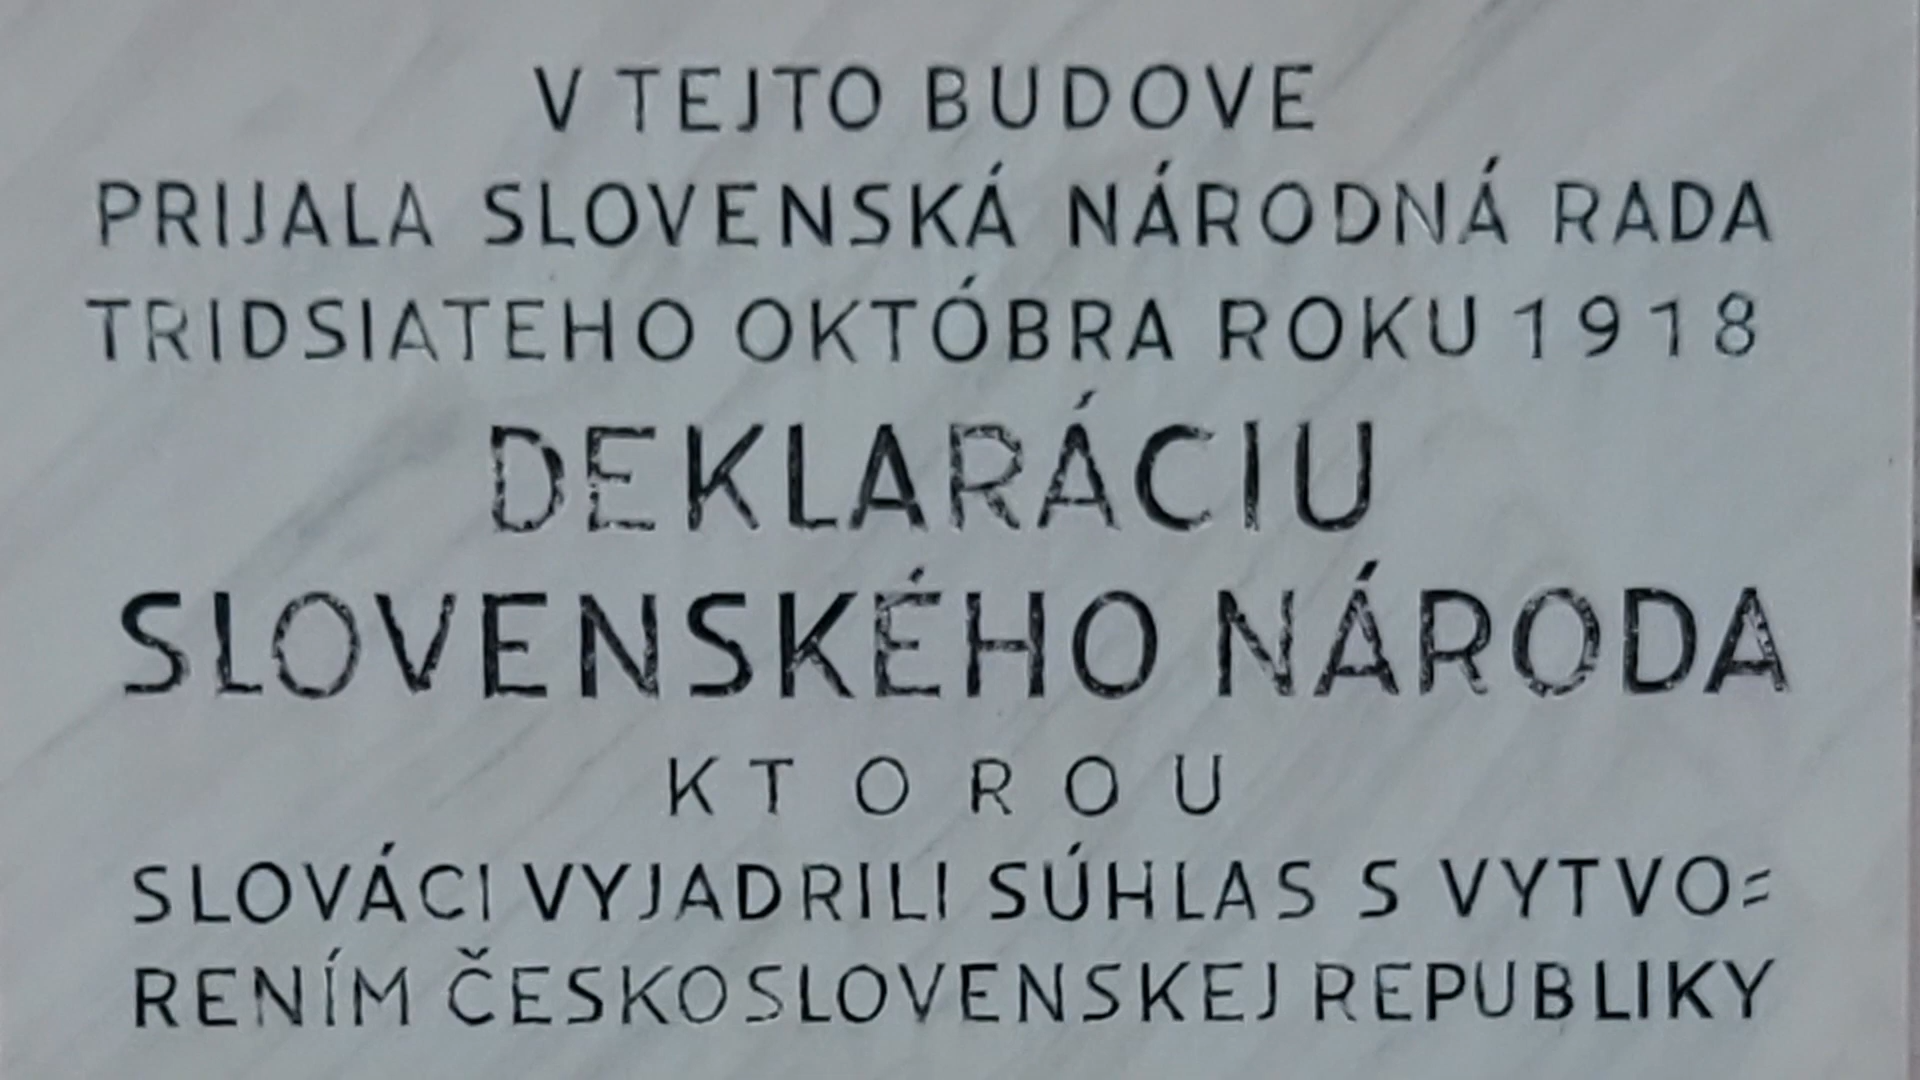 V TEJTO BUDOVE
PRIJALA SLOVENSKÁ NÁRODNÁ RADA
TRIDSIATEHO OKTÓBRA ROKU 1918
DEKLARÁCIU
SLOVENSKÉHO NÁRODA
KTOROU
SLOVÁCI VYJADRILI SÚHLAS S VYTVO=
RENÍM ČESKOSLOVENSKEJ REPUBLIKY